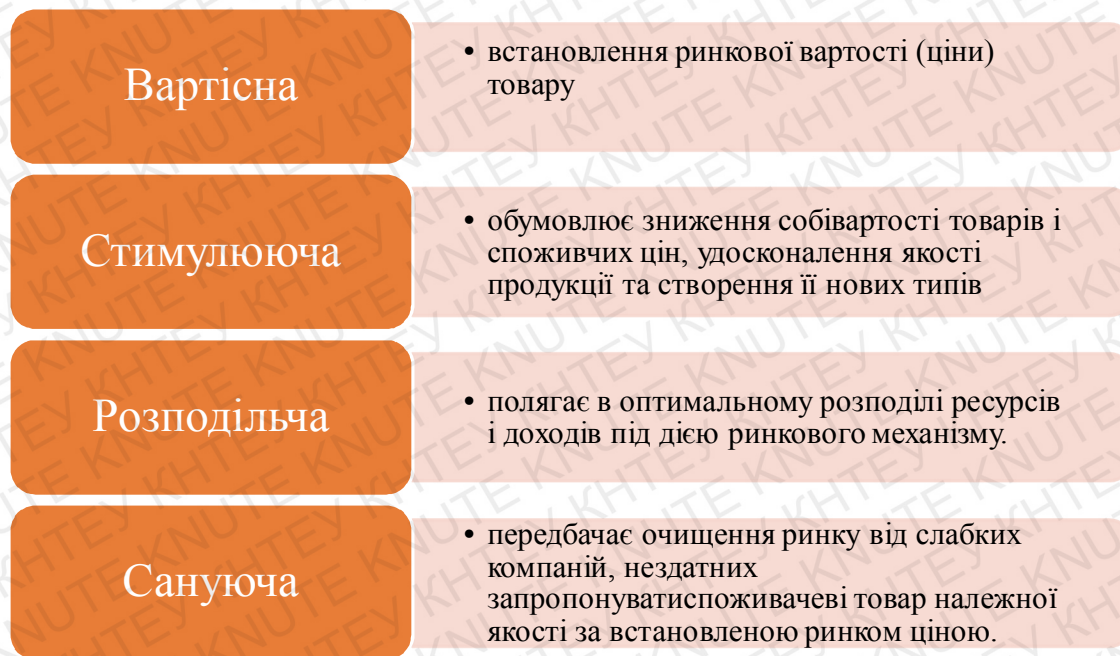 Вартісна
• встановлення ринкової вартості (ціни)
товару
Стимулююча
• обумовлює зниження собівартості товарів і
споживчих цін, удосконалення якості
продукції та створення її нових типів
Розподільча
• полягає в оптимальному розподілі ресурсів
і доходів під дією ринкового механізму.
Сануюча
• передбачає очищення ринку від слабких
компаній, нездатних
запропонуватиспоживачеві товар належної
якості за встановленою ринком ціною.